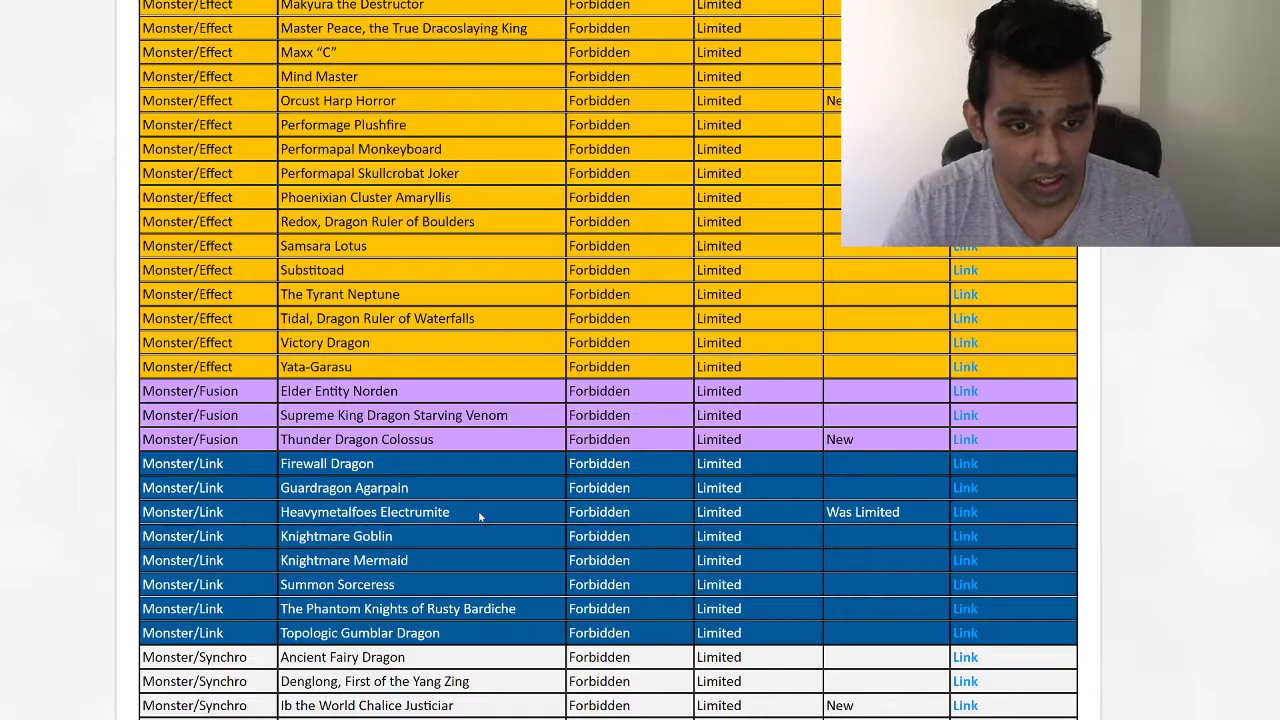 Monster/Effect Makyura the Destructor Forbidden Limited
Monster/Effect Master Peace, the True Dracoslaying King Forbidden Limited
Monster/Effect Maxx “C” Forbidden Limited
Monster/Effect Mind Master Forbidden Limited
Monster/Effect Orcust Harp Horror Forbidden Limited Ne
Monster/Effect Performage Plushfire Forbidden Limited
Monster/Effect Performapal Monkeyboard Forbidden Limited
Monster/Effect Performapal Skullcrobat Joker Forbidden Limited
Monster/Effect Phoenixian Cluster Amaryllis Forbidden Limited
Monster/Effect Redox, Dragon Ruler of Boulders Forbidden Limited
Monster/Effect Samsara Lotus Forbidden Limited Link
Monster/Effect Substitoad Forbidden Limited Link
Monster/Effect The Tyrant Neptune Forbidden Limited Link
Monster/Effect Tidal, Dragon Ruler of Waterfalls Forbidden Limited Link
Monster/Effect Victory Dragon Forbidden Limited Link
Monster/Effect Yata-Garasu Forbidden Limited Link
Monster/Fusion Elder Entity Norden Forbidden Limited Link
Monster/Fusion Supreme King Dragon Starving Venom Forbidden Limited Link
Monster/Fusion Thunder Dragon Colossus Forbidden Limited New Link
Monster/Link Firewall Dragon Forbidden Limited Link
Monster/Link Guardragon Agarpain Forbidden Limited Link
Monster/Link Heavymetalfoes Electrumite Forbidden Limited Was Limited Link
Monster/Link Knightmare Goblin Forbidden Limited Link
Monster/Link Knightmare Mermaid Forbidden Limited Link
Monster/Link Summon Sorceress Forbidden Limited Link
Monster/Link The Phantom Knights of Rusty Bardiche Forbidden Limited Link
Monster/Link Topologic Gumblar Dragon Forbidden Limited Link
Monster/Synchro Ancient Fairy Dragon Forbidden Limited Link
Monster/Synchro Denglong, First of the Yang Zing Forbidden Limited Link
Monster/Synchro Ib the World Chalice Justiciar Forbidden Limited New Link